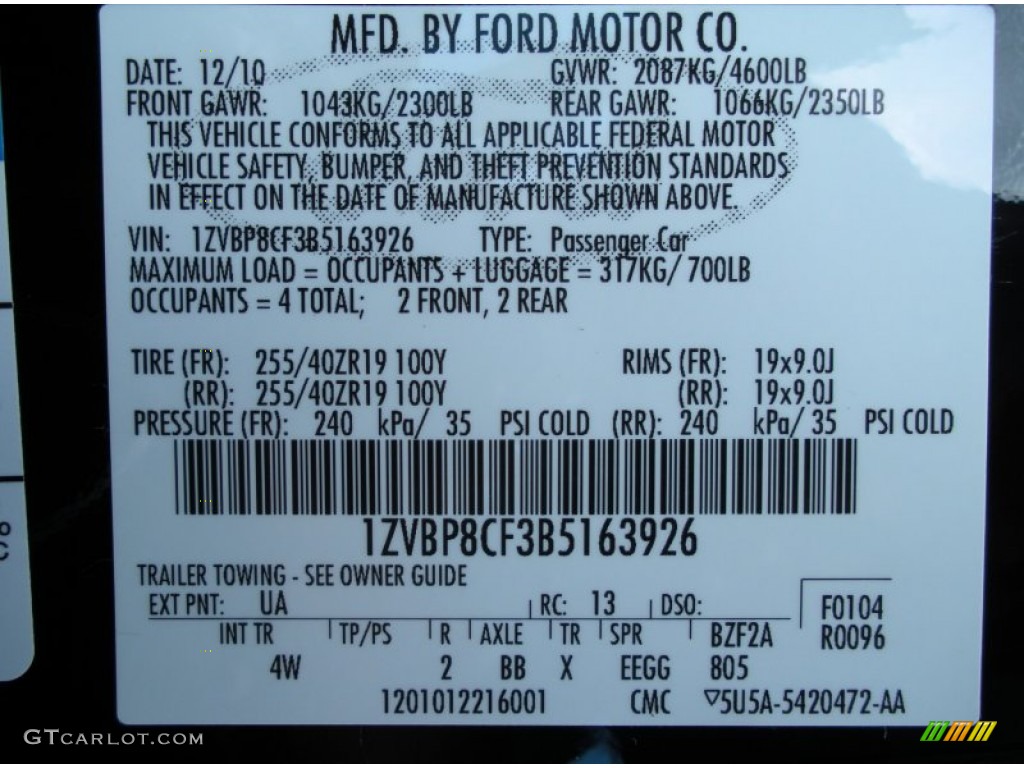 MFD. BY FORD MOTOR CO.
DATE: 12/10 GVWR: 2087KG/4600LB
FRONT GAWR: 1043KG/2300LB REAR GAWR: 1066KG/2350LB
THIS VEHICLE CONFORMS TO ALL APPLICABLE FEDERAL MOTOR
VEHICLE SAFETY, BUMPER, AND THEFT PREVENTION STANDARDS
IN EFFECT ON THE DATE OF MANUFACTURE SHOWN ABOVE.
VIN: 1ZVBP8CF3B5163926 TYPE: Passenger Car
MAXIMUM LOAD = OCCUPANTS + LUGGAGE = 317KG/ 700LB
OCCUPANTS = 4 TOTAL; 2 FRONT, 2 REAR
TIRE (FR): 255/40ZR19 100Y RIMS (FR): 19x9.0J
(RR): 255/40ZR19 100Y (RR): 19x9.0J
PRESSURE (FR): 240 kPa/ 35 PSI COLD (RR): 240 kPa/ 35 PSI COLD
1ZVBP8CF3B5163926
TRAILER TOWING - SEE OWNER GUIDE
EXT PNT: UA RC: 13 DSO: F0104
INT TR TP/PS R AXLE TR SPR BZF2A R0096
4W 2 BB X EEGG 805
1201012216001 CMC ▽5U5A-5420472-AA
GTCARLOT.COM